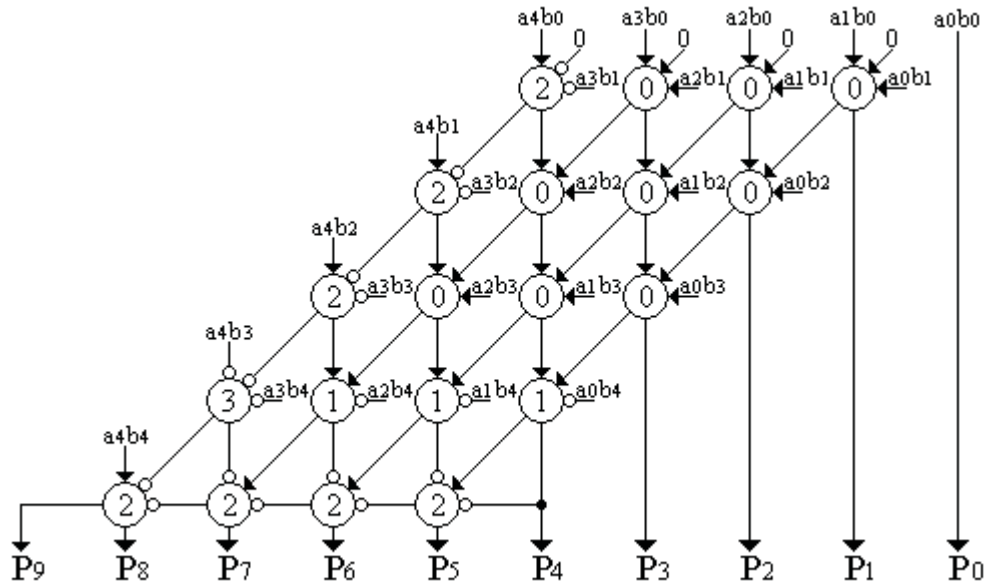 a4b0 a3b0 a2b0 a1b0 a0b0
0 0 0 0
2 a3b1 0 a2b1 0 a1b1 0 a0b1
a4b1
2 a3b2 0 a2b2 0 a1b2 0 a0b2
a4b2
2 a3b3 0 a2b3 0 a1b3 0 a0b3
a4b3
3 a3b4 1 a2b4 1 a1b4 1 a0b4
a4b4
2 2 2 2
P9 P8 P7 P6 P5 P4 P3 P2 P1 P0